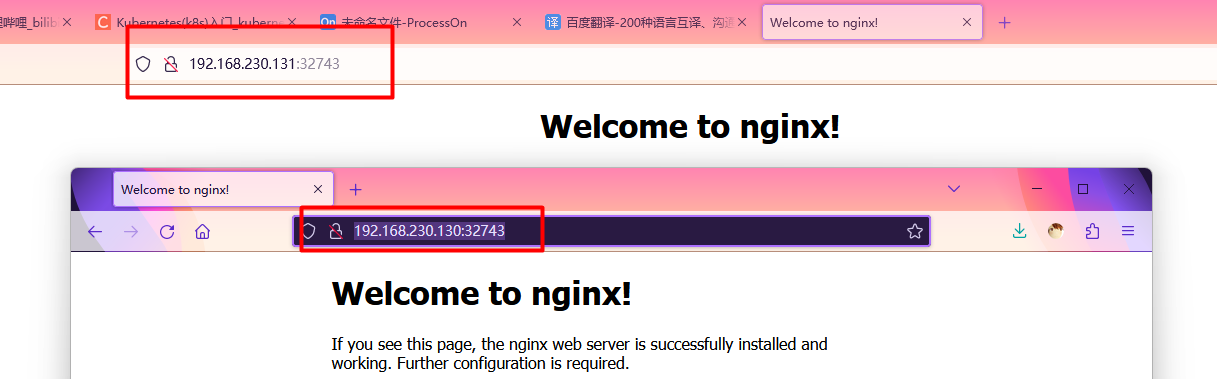 哩哔哩_bilibi
Kubernetes(k8s)入门_kuberne
On 未命名文件-ProcessOn
译 百度翻译-200种语言互译、沟通
Welcome to nginx!
192.168.230.131:32743
Welcome to nginx!
Welcome to nginx!
192.168.230.130:32743
Welcome to nginx!
If you see this page, the nginx web server is successfully installed and
working. Further configuration is required.